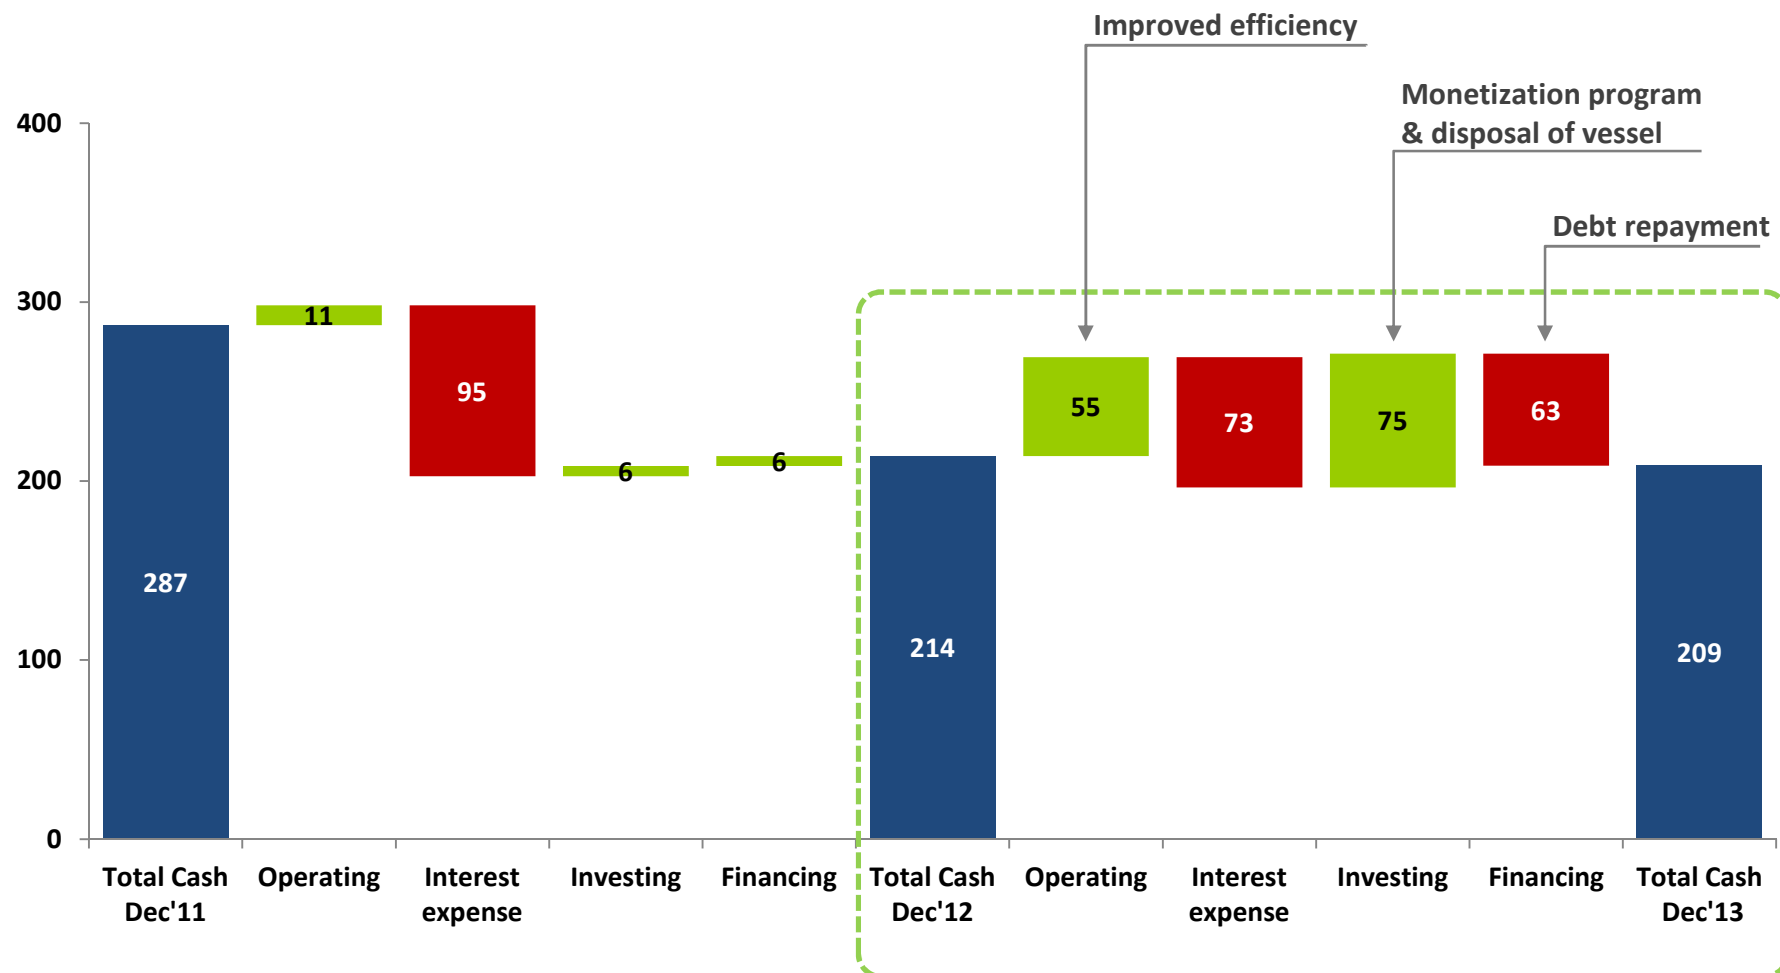 Improved efficiency
Monetization program
& disposal of vessel
Debt repayment
400
300
200
100
0
287
11
95
6
6
214
55
73
75
63
209
Total Cash
Dec'11
Operating
Interest
expense
Investing
Financing
Total Cash
Dec'12
Operating
Interest
expense
Investing
Financing
Total Cash
Dec'13